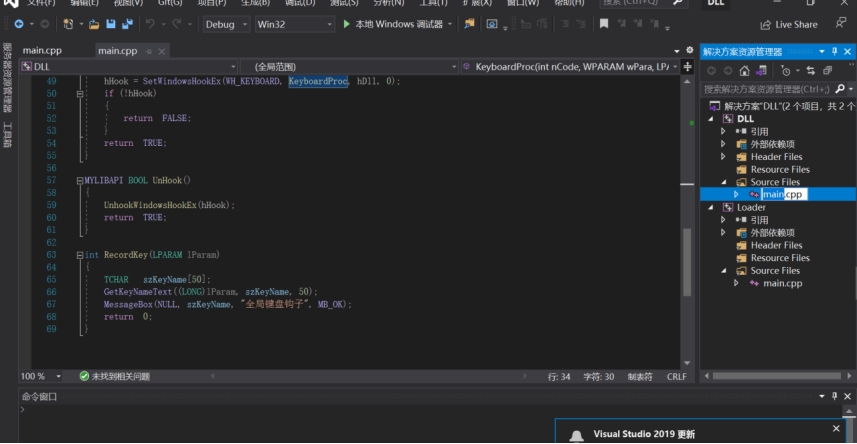 文件(F) 编辑(E) 视图(V) Git(G) 项目(P) 生成(B) 调试(D) 测试(S) 分析(N) 工具(T) 扩展(X) 窗口(W) 帮助(H) 搜索 (Ctrl+Q) DLL
Debug Win32 本地 Windows 调试器 Live Share
服务器资源管理器 工具箱
main.cpp main.cpp
DLL (全局范围) KeyboardProc(int nCode, WPARAM wPara, LPA
49 hHook = SetWindowsHookEx(WH_KEYBOARD, KeyboardProc, hDll, 0);
50 if (!hHook)
51 {
52 return FALSE;
53 }
54 return TRUE;
55 }
56
57 MYLIBAPI BOOL UnHook()
58 {
59 UnhookWindowsHookEx(hHook);
60 return TRUE;
61 }
62
63 int RecordKey(LPARAM lParam)
64 {
65 TCHAR szKeyName[50];
66 GetKeyNameText((LONG)lParam, szKeyName, 50);
67 MessageBox(NULL, szKeyName, "全局键盘钩子", MB_OK);
68 return 0;
69 }
100 % 未找到相关问题 行: 34 字符: 30 制表符 CRLF
命令窗口
>
解决方案资源管理器
搜索解决方案资源管理器(Ctrl+;)
解决方案"DLL"(2 个项目，共 2 个
DLL
引用
外部依赖项
Header Files
Resource Files
Source Files
main.cpp
Loader
引用
外部依赖项
Header Files
Resource Files
Source Files
main.cpp
Visual Studio 2019 更新